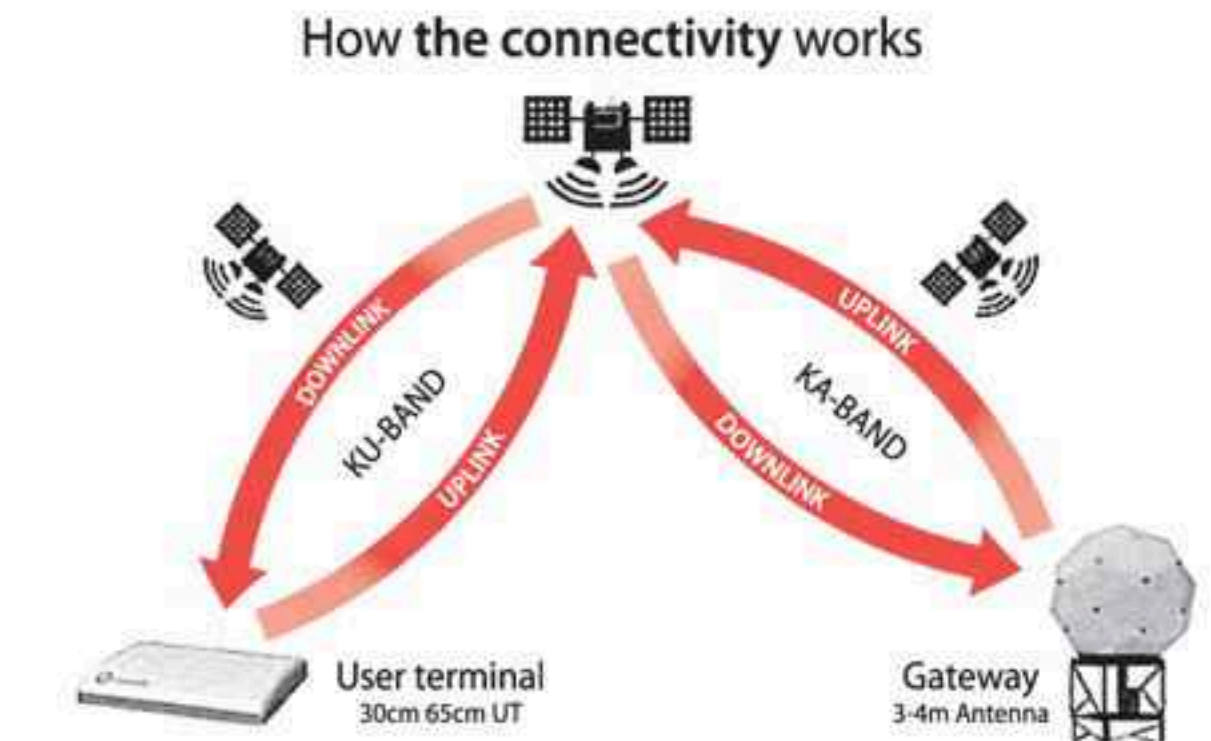 How the connectivity works
DOWNLINK
KU-BAND
UPLINK
UPLINK
KA-BAND
DOWNLINK
User terminal
30cm 65cm UT
Gateway
3-4m Antenna